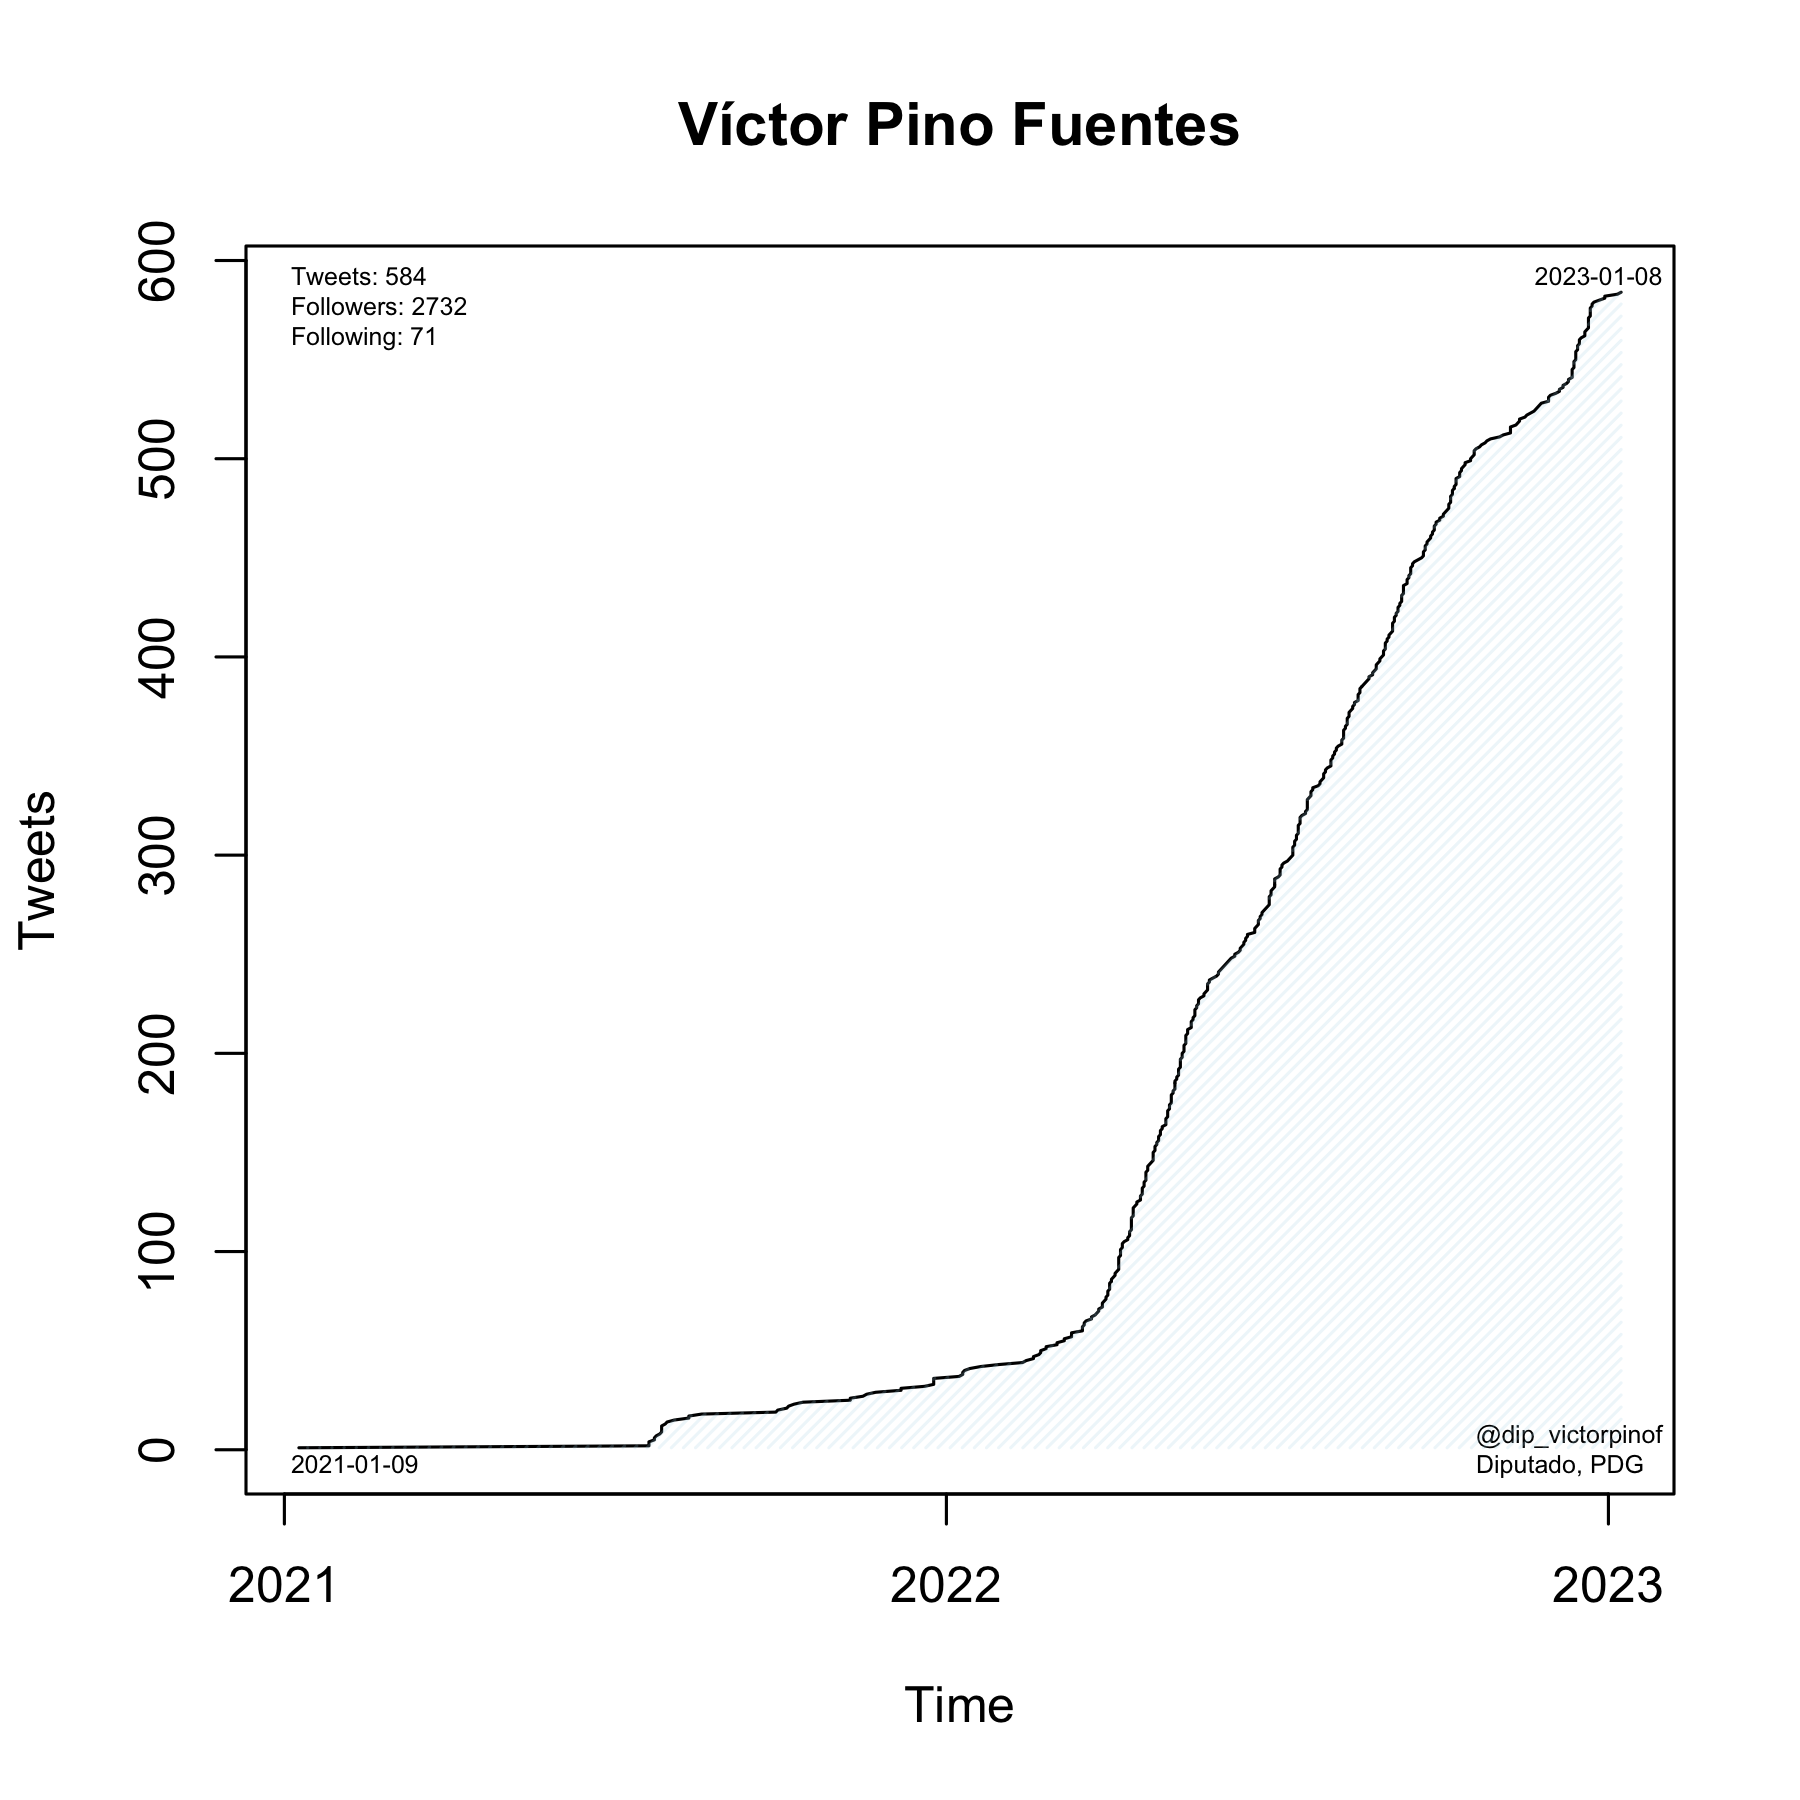 Víctor Pino Fuentes
Tweets: 584
Followers: 2732
Following: 71
2023-01-08
600
500
400
300
200
100
0
Tweets
@dip_victorpinof
Diputado, PDG
2021-01-09
2021
2022
2023
Time